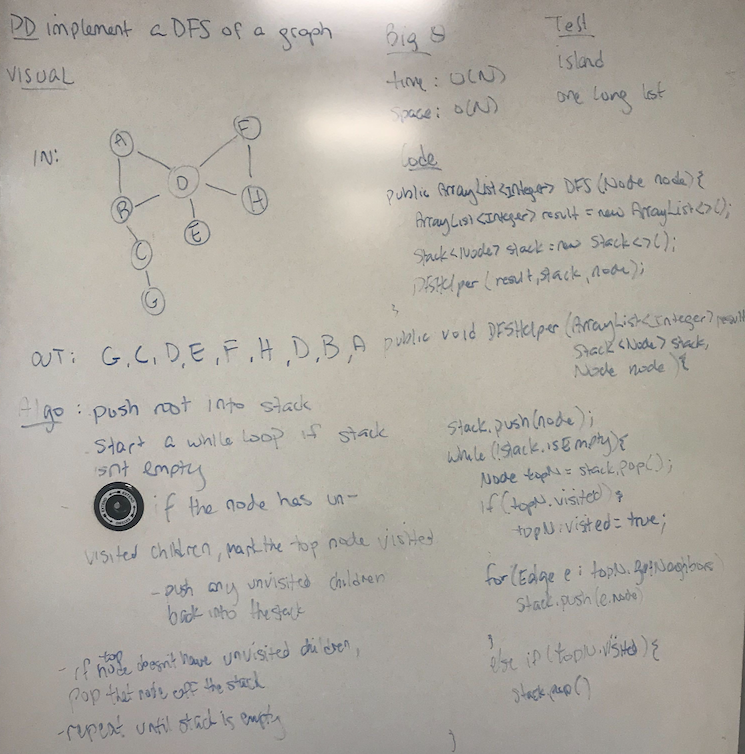 PD implement a DFS of a graph
VISUAL
IN:
A
F
D
B
H
E
C
G
OUT: G, C, D, E, F, H, D, B, A
Algo: push root into stack
Start a while loop if stack
isnt empty
- if the node has un-
visited children, mark the top node visited
- push any unvisited children
back into the stack
- if top node doesn't have unvisited children,
pop that node off the stack
- repeat until stack is empty
Big O
time: O(N)
space: O(N)
Test
island
one long list
Code
public ArrayList<Integer> DFS (Node node){
ArrayList<Integer> result = new ArrayList<>();
Stack<Node> stack = new Stack<>();
DFSHelper (result, stack, node);
}
public void DFSHelper (ArrayList<Integer> result
Stack<Node> stack,
Node node) {
Stack.push(node);
while (!stack.isEmpty){
Node topN = stack.pop();
if (topN.visited) {
topN.visted = true;
for (Edge e : topN.getNeighbors)
Stack.push(e.node)
}
else if (topN.visited) {
stack.pop()
}